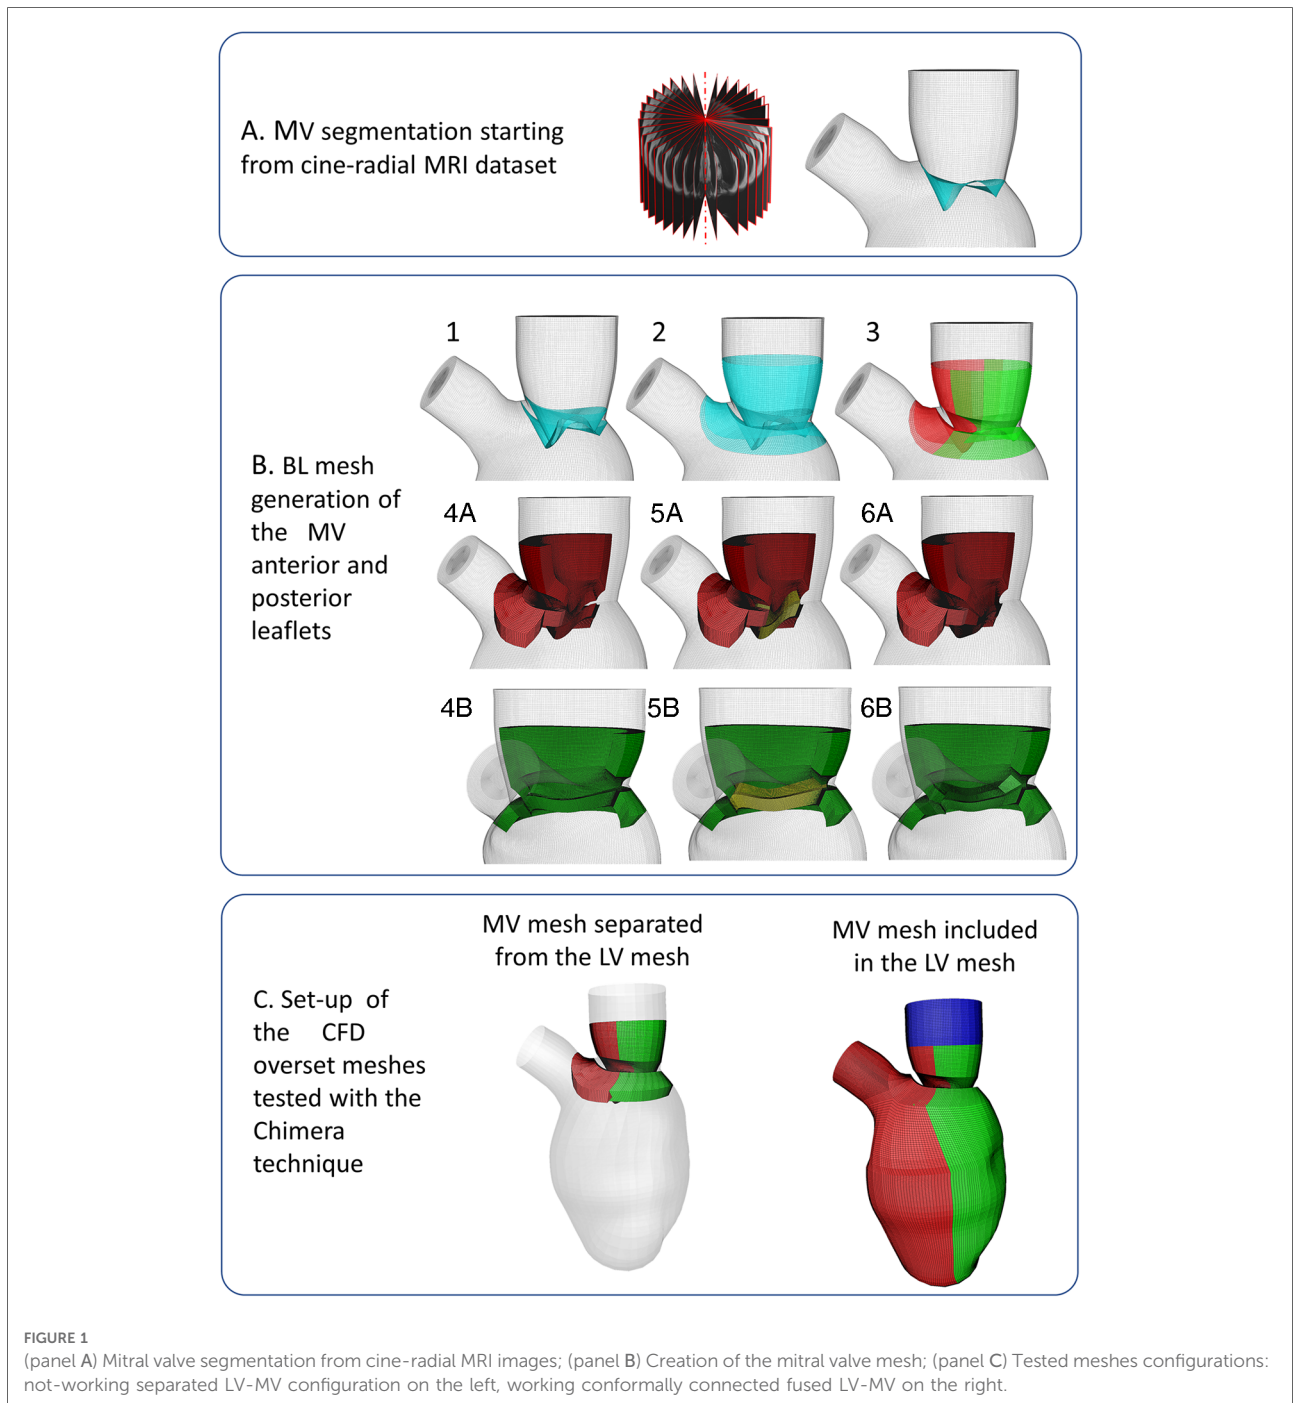 A. MV segmentation starting
from cine-radial MRI dataset
1
2
3
B. BL mesh
generation of
the MV
anterior and
posterior
leaflets
4A
5A
6A
4B
5B
6B
MV mesh separated
from the LV mesh
MV mesh included
in the LV mesh
C. Set-up of
the CFD
overset meshes
tested with the
Chimera
technique
FIGURE 1
(panel A) Mitral valve segmentation from cine-radial MRI images; (panel B) Creation of the mitral valve mesh; (panel C) Tested meshes configurations:
not-working separated LV-MV configuration on the left, working conformally connected fused LV-MV on the right.